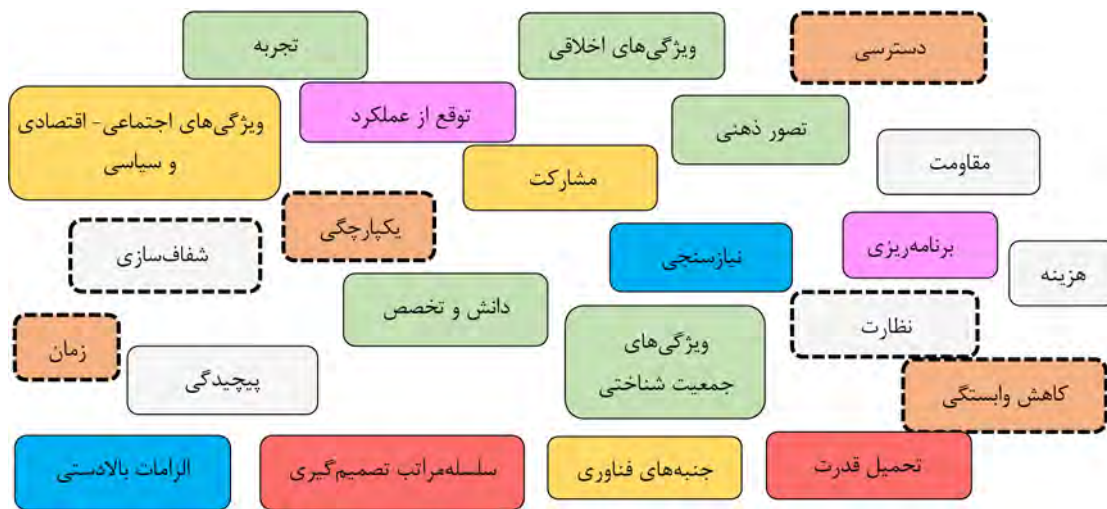 دسترسی
ویژگی‌های اخلاقی
تجربه
توقع از عملکرد
ویژگی‌های اجتماعی- اقتصادی
و سیاسی
تصور ذهنی
مقاومت
مشارکت
یکپارچگی
شفاف‌سازی
برنامه‌ریزی
نیازسنجی
هزینه
دانش و تخصص
نظارت
ویژگی‌های
جمعیت شناختی
زمان
پیچیدگی
کاهش وابستگی
تحمیل قدرت
جنبه‌های فناوری
سلسله‌مراتب تصمیم‌گیری
الزامات بالادستی